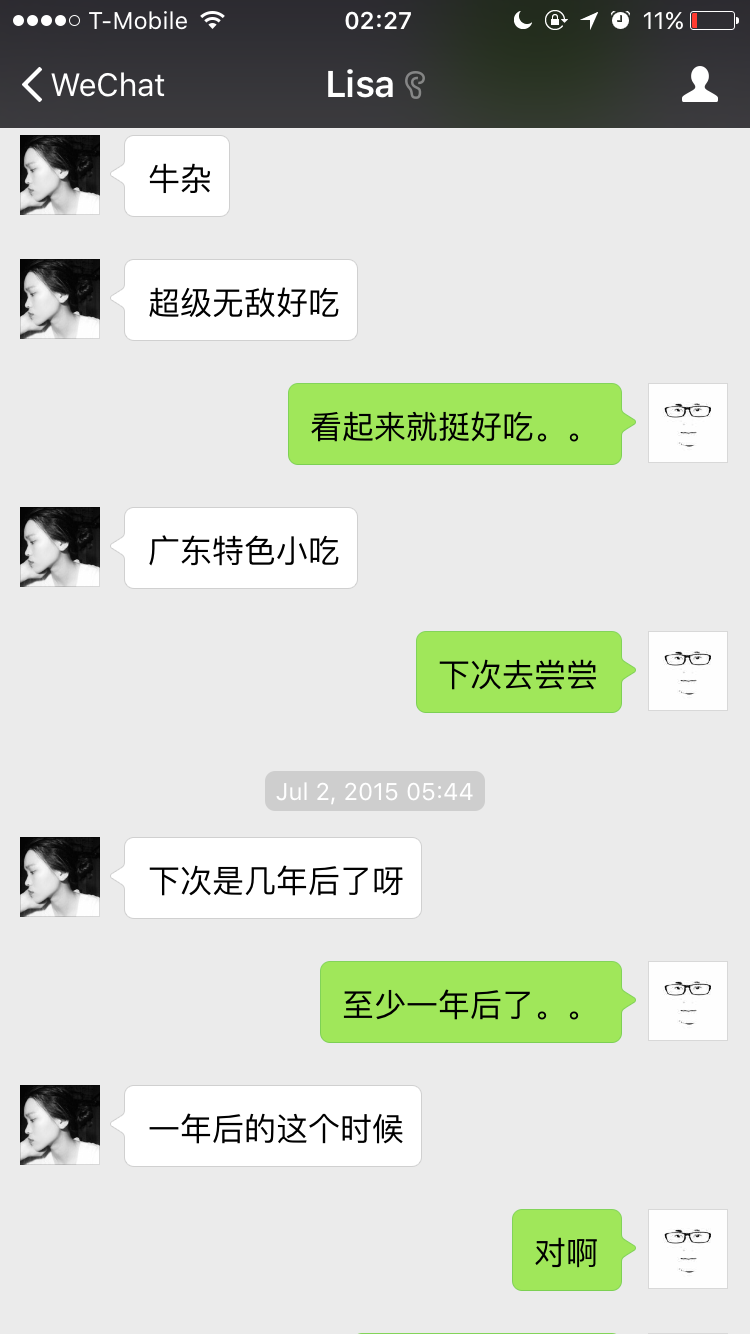 T-Mobile 02:27 11%
WeChat Lisa
牛杂
超级无敌好吃
看起来就挺好吃。。
广东特色小吃
下次去尝尝
Jul 2, 2015 05:44
下次是几年后了呀
至少一年后了。。
一年后的这个时候
对啊